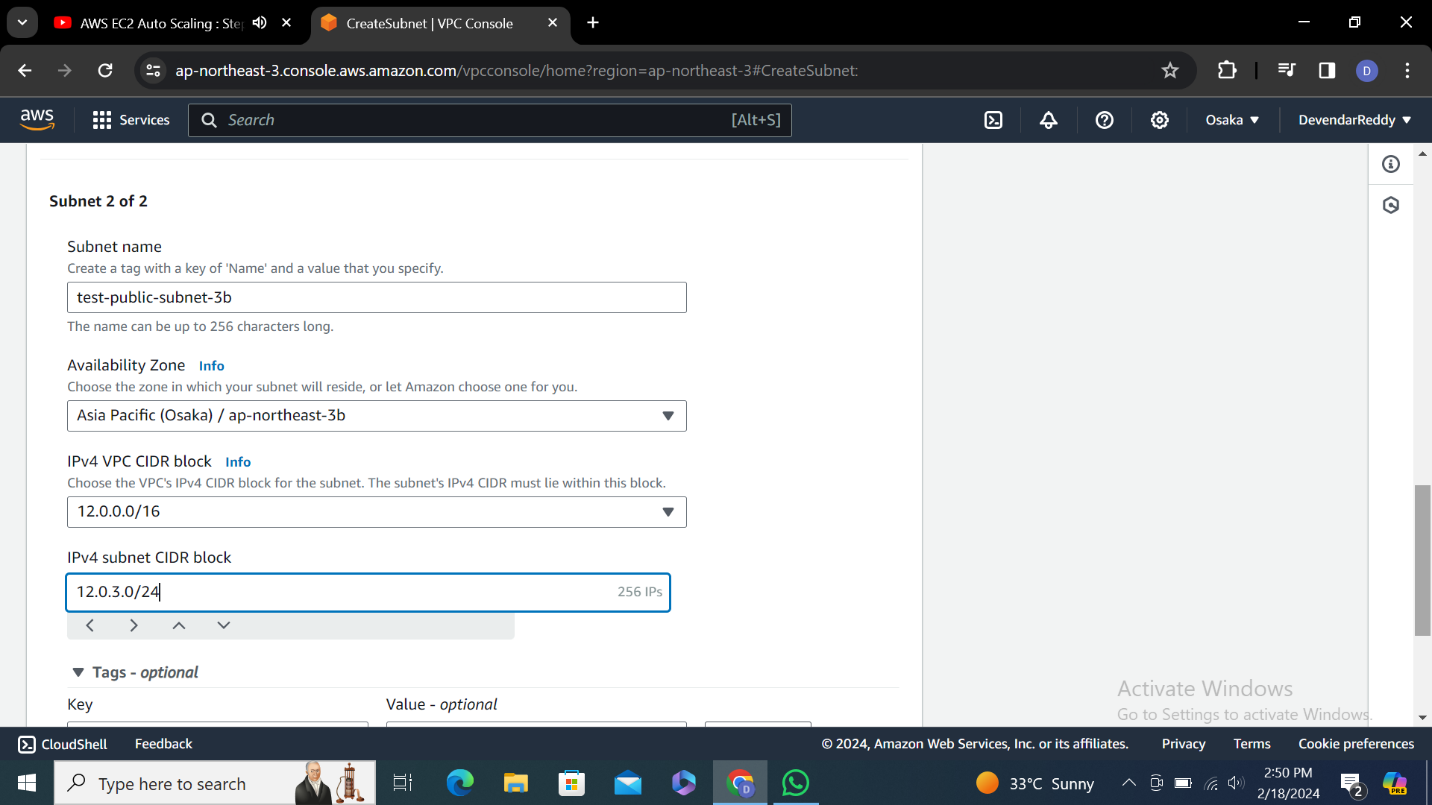 AWS EC2 Auto Scaling : Ste
CreateSubnet | VPC Console
ap-northeast-3.console.aws.amazon.com/vpcconsole/home?region=ap-northeast-3#CreateSubnet:
D
aws
Services
Search
[Alt+S]
Osaka
DevendarReddy
Subnet 2 of 2
Subnet name
Create a tag with a key of 'Name' and a value that you specify.
test-public-subnet-3b
The name can be up to 256 characters long.
Availability Zone Info
Choose the zone in which your subnet will reside, or let Amazon choose one for you.
Asia Pacific (Osaka) / ap-northeast-3b
IPv4 VPC CIDR block Info
Choose the VPC's IPv4 CIDR block for the subnet. The subnet's IPv4 CIDR must lie within this block.
12.0.0.0/16
IPv4 subnet CIDR block
12.0.3.0/24
256 IPs
Tags - optional
Key
Value - optional
Activate Windows
Go to Settings to activate Windows.
CloudShell
Feedback
© 2024, Amazon Web Services, Inc. or its affiliates.
Privacy
Terms
Cookie preferences
Type here to search
D
33°C Sunny
2:50 PM
2/18/2024
2
PRE